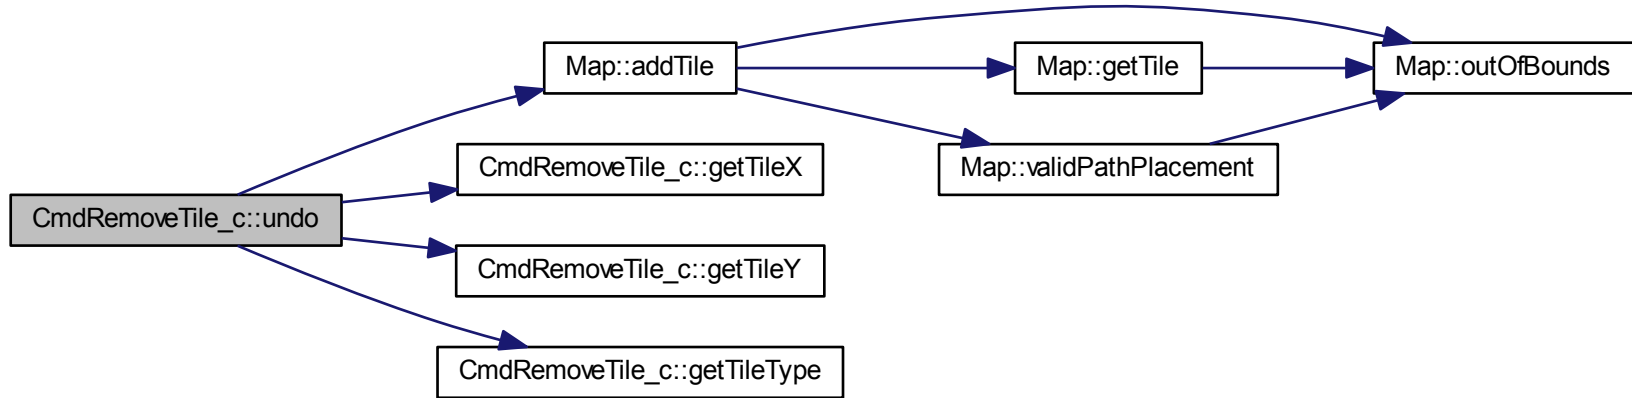 Map::addTile
Map::getTile
Map::outOfBounds
CmdRemoveTile_c::getTileX
Map::validPathPlacement
CmdRemoveTile_c::undo
CmdRemoveTile_c::getTileY
CmdRemoveTile_c::getTileType